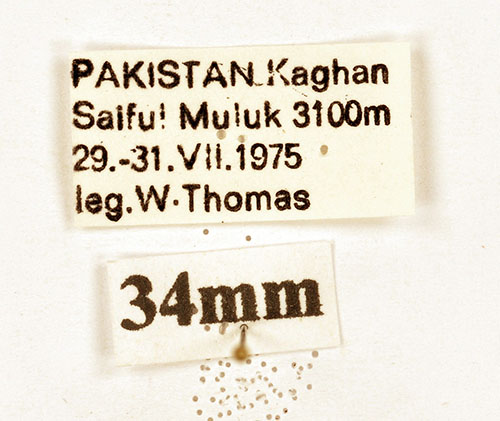 PAKISTAN.Kaghan
Saiful Muluk 3100m
29.-31.VII.1975
leg.W.Thomas
34mm